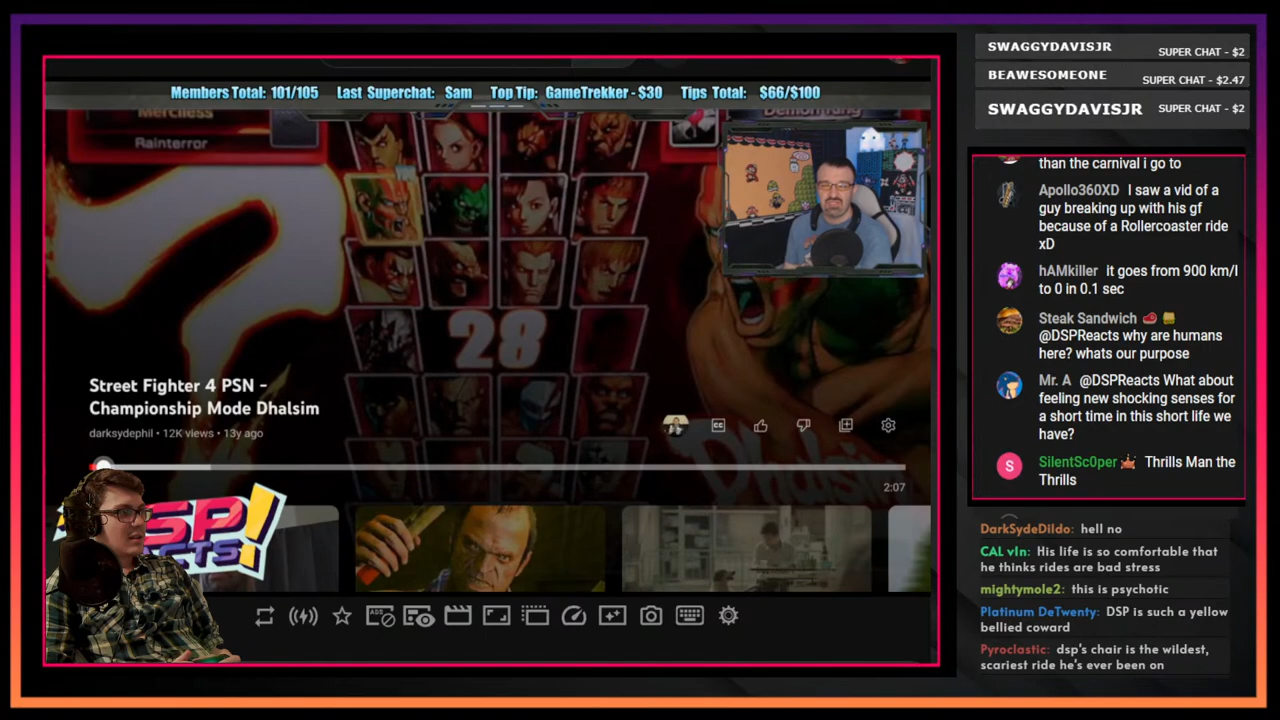 Members Total: 101/105 Last Superchat: Sam Top Tip: GameTrekker - $30 Tips Total: $66/$100
Merciless
Rainterror
DemonTrang
28
Dhalsim
Street Fighter 4 PSN -
Championship Mode Dhalsim
darksydephil • 12K views • 13y ago
CC
2:07
SP!
ACTS!
ADS
SWAGGYDAVISJR SUPER CHAT - $2
BEAWESOMEONE SUPER CHAT - $2.47
SWAGGYDAVISJR SUPER CHAT - $2
than the carnival i go to
Apollo360XD I saw a vid of a
guy breaking up with his gf
because of a Rollercoaster ride
xD
hAMkiller it goes from 900 km/l
to 0 in 0.1 sec
Steak Sandwich
@DSPReacts why are humans
here? whats our purpose
Mr. A @DSPReacts What about
feeling new shocking senses for
a short time in this short life we
have?
S
SilentSc0per Thrills Man the
Thrills
DarkSydeDildo: hell no
CAL vIn: His life is so comfortable that
he thinks rides are bad stress
mightymole2: this is psychotic
Platinum DeTwenty: DSP is such a yellow
bellied coward
Pyroclastic: dsp's chair is the wildest,
scariest ride he's ever been on